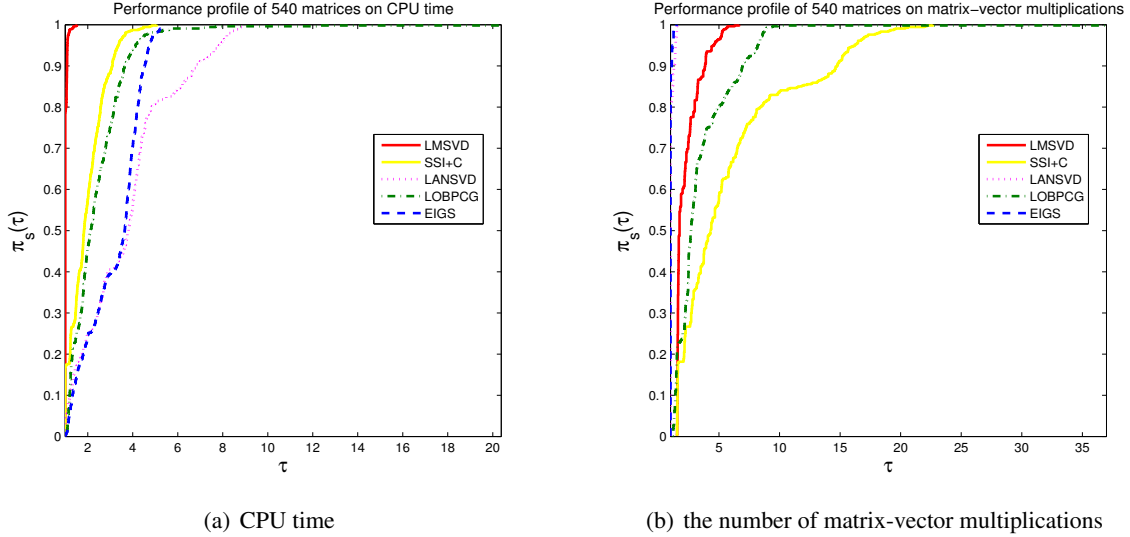 Performance profile of 540 matrices on CPU time
1
0.9
0.8
0.7
0.6
0.5
0.4
0.3
0.2
0.1
0
π_s(τ)
LMSVD
SSI+C
LANSVD
LOBPCG
EIGS
2 4 6 8 10 12 14 16 18 20
τ
(a) CPU time
Performance profile of 540 matrices on matrix−vector multiplications
1
0.9
0.8
0.7
0.6
0.5
0.4
0.3
0.2
0.1
0
π_s(τ)
LMSVD
SSI+C
LANSVD
LOBPCG
EIGS
5 10 15 20 25 30 35
τ
(b) the number of matrix-vector multiplications